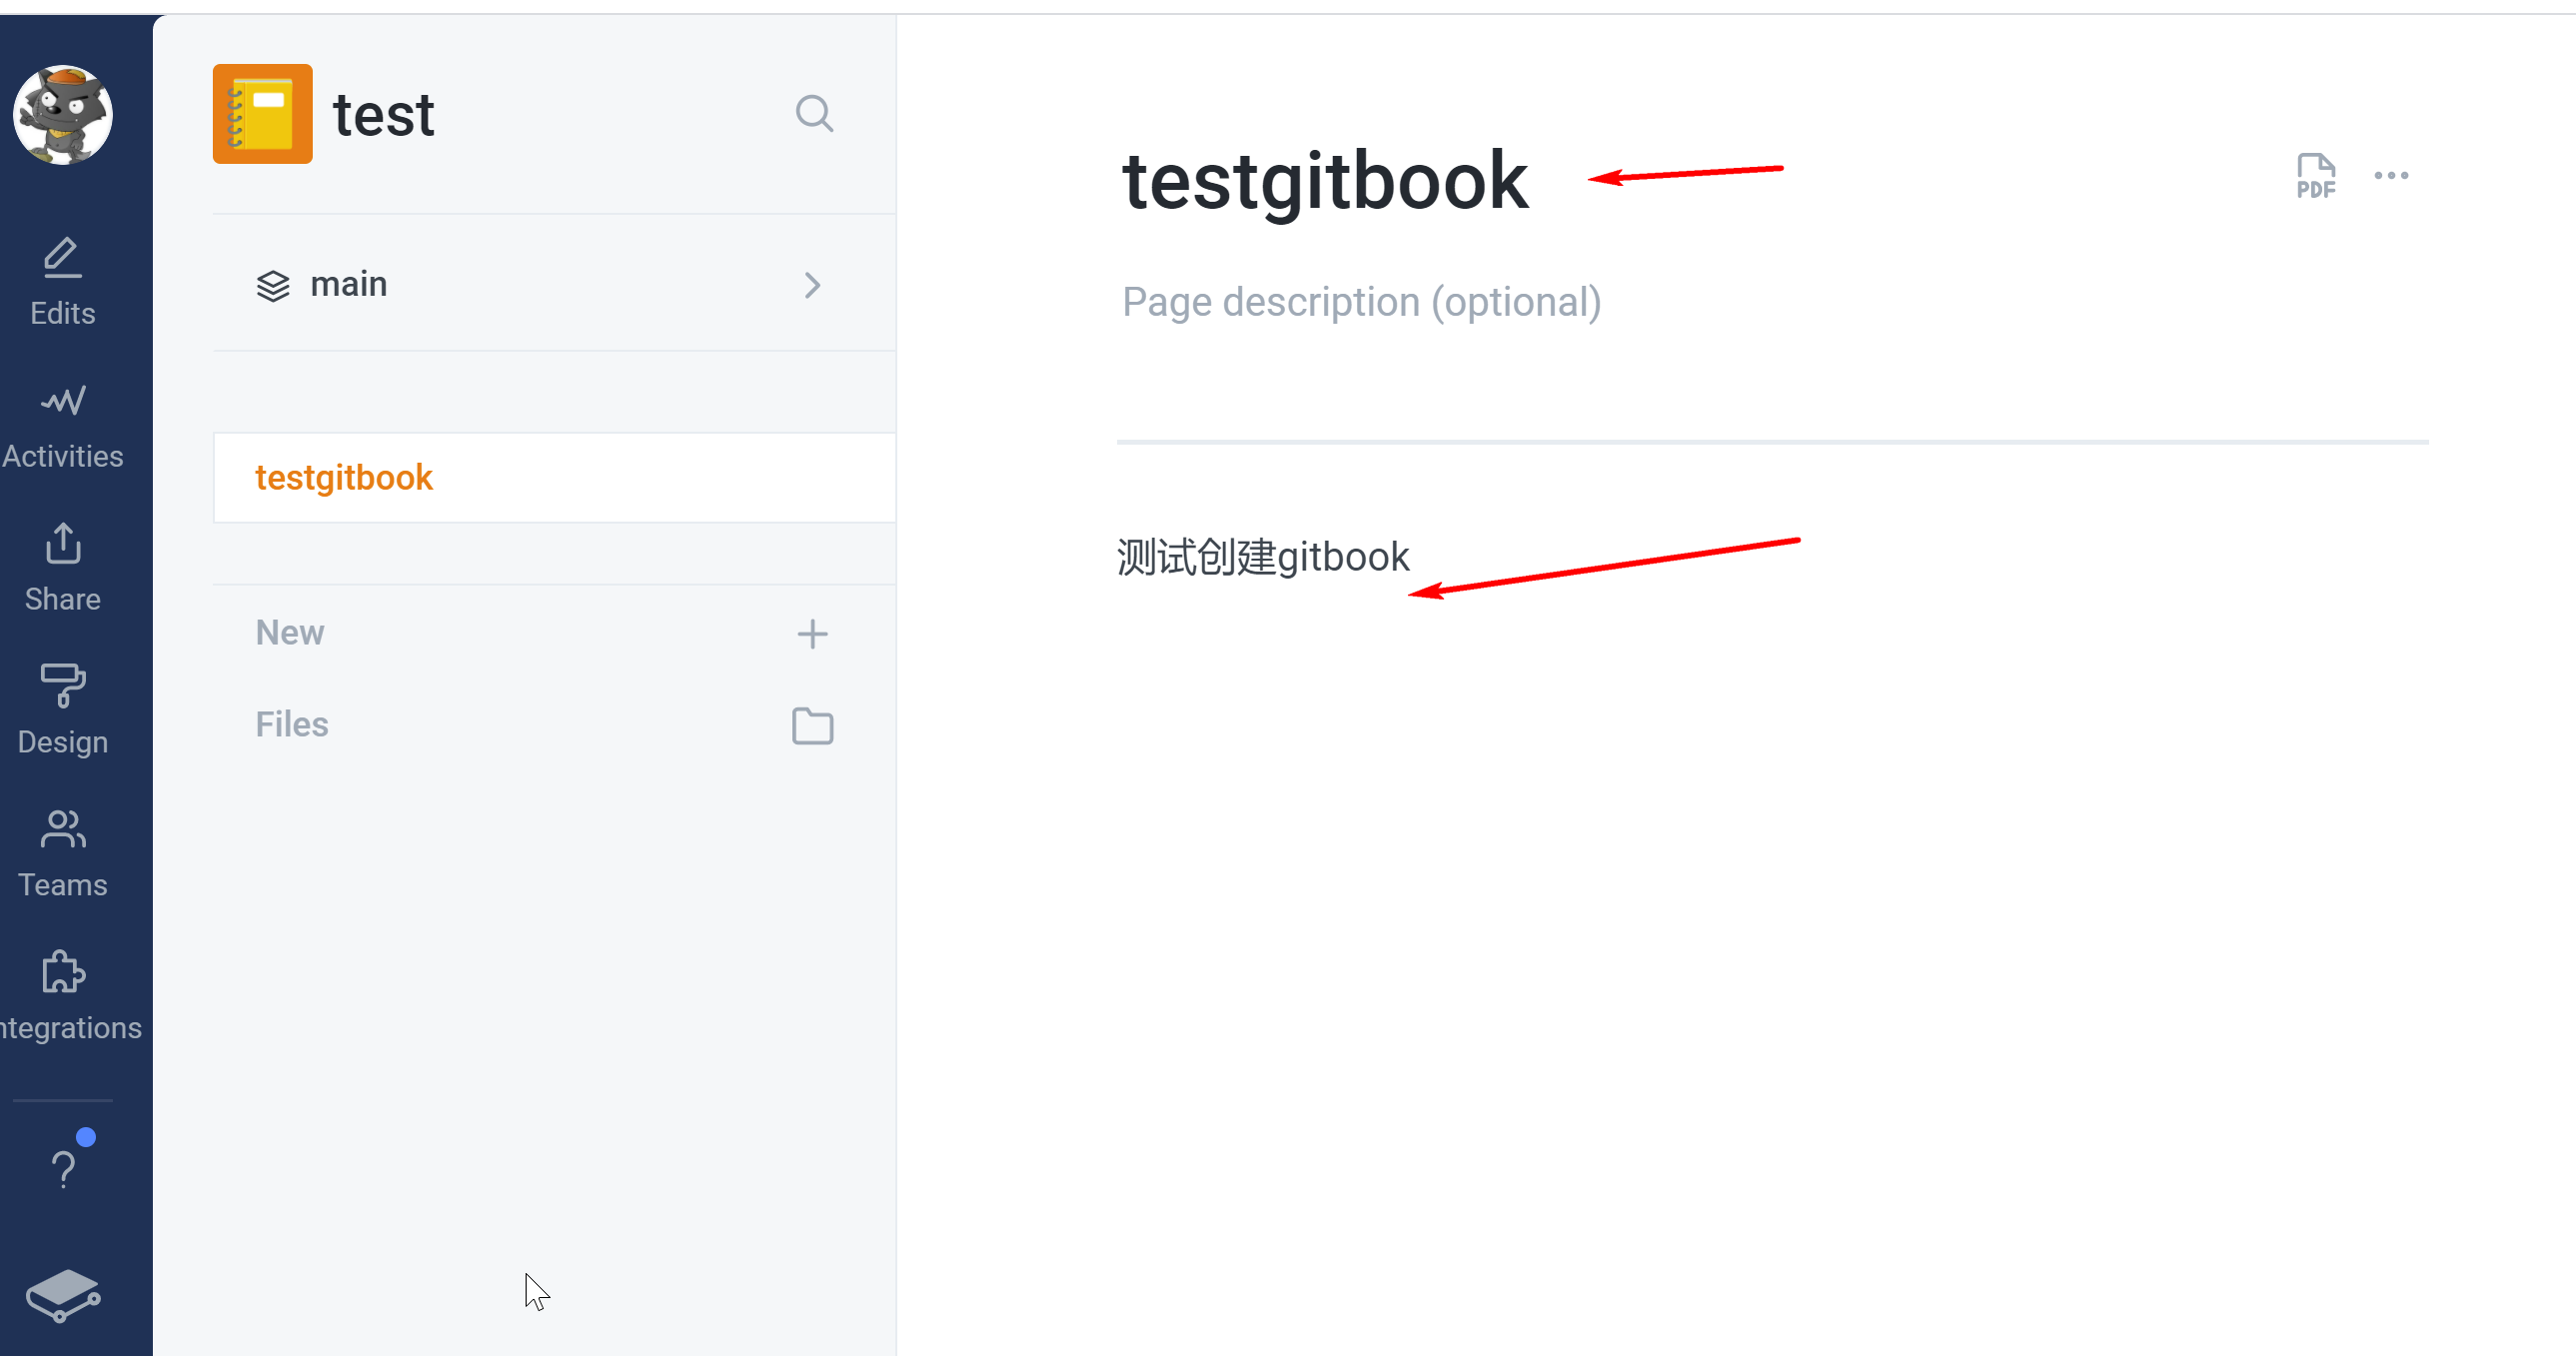 test
main
testgitbook
New
Files
Edits
Activities
Share
Design
Teams
ntegrations
?
testgitbook
PDF
Page description (optional)
测试创建gitbook